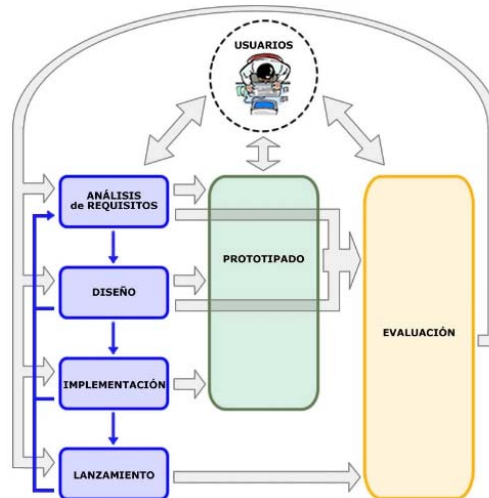 USUARIOS
ANÁLISIS
de REQUISITOS
PROTOTIPADO
DISEÑO
EVALUACIÓN
IMPLEMENTACIÓN
LANZAMIENTO